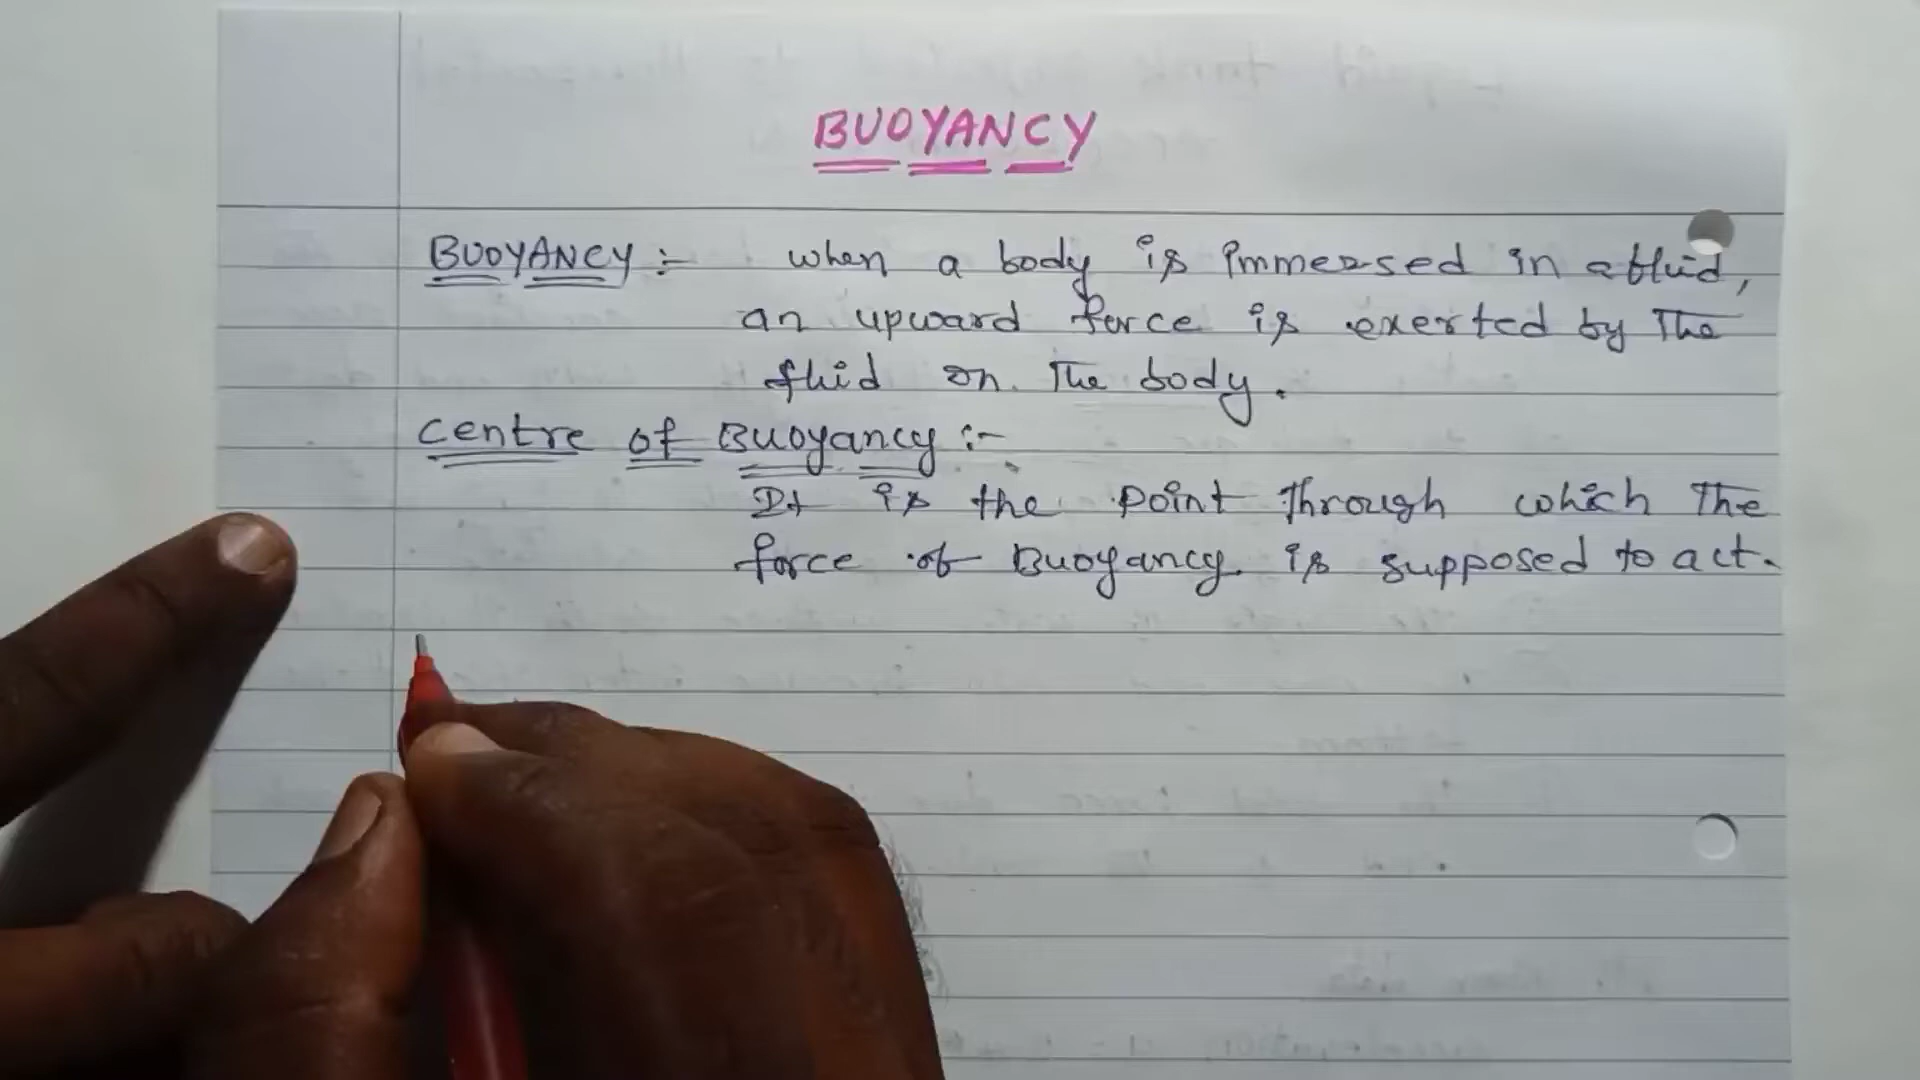 BUOYANCY
BUOYANCY :- when a body is immersed in a fluid,
an upward force is exerted by The
fluid on The body.
Centre of Buoyancy :-
It is the point Through which The
force of Buoyancy is supposed to act.